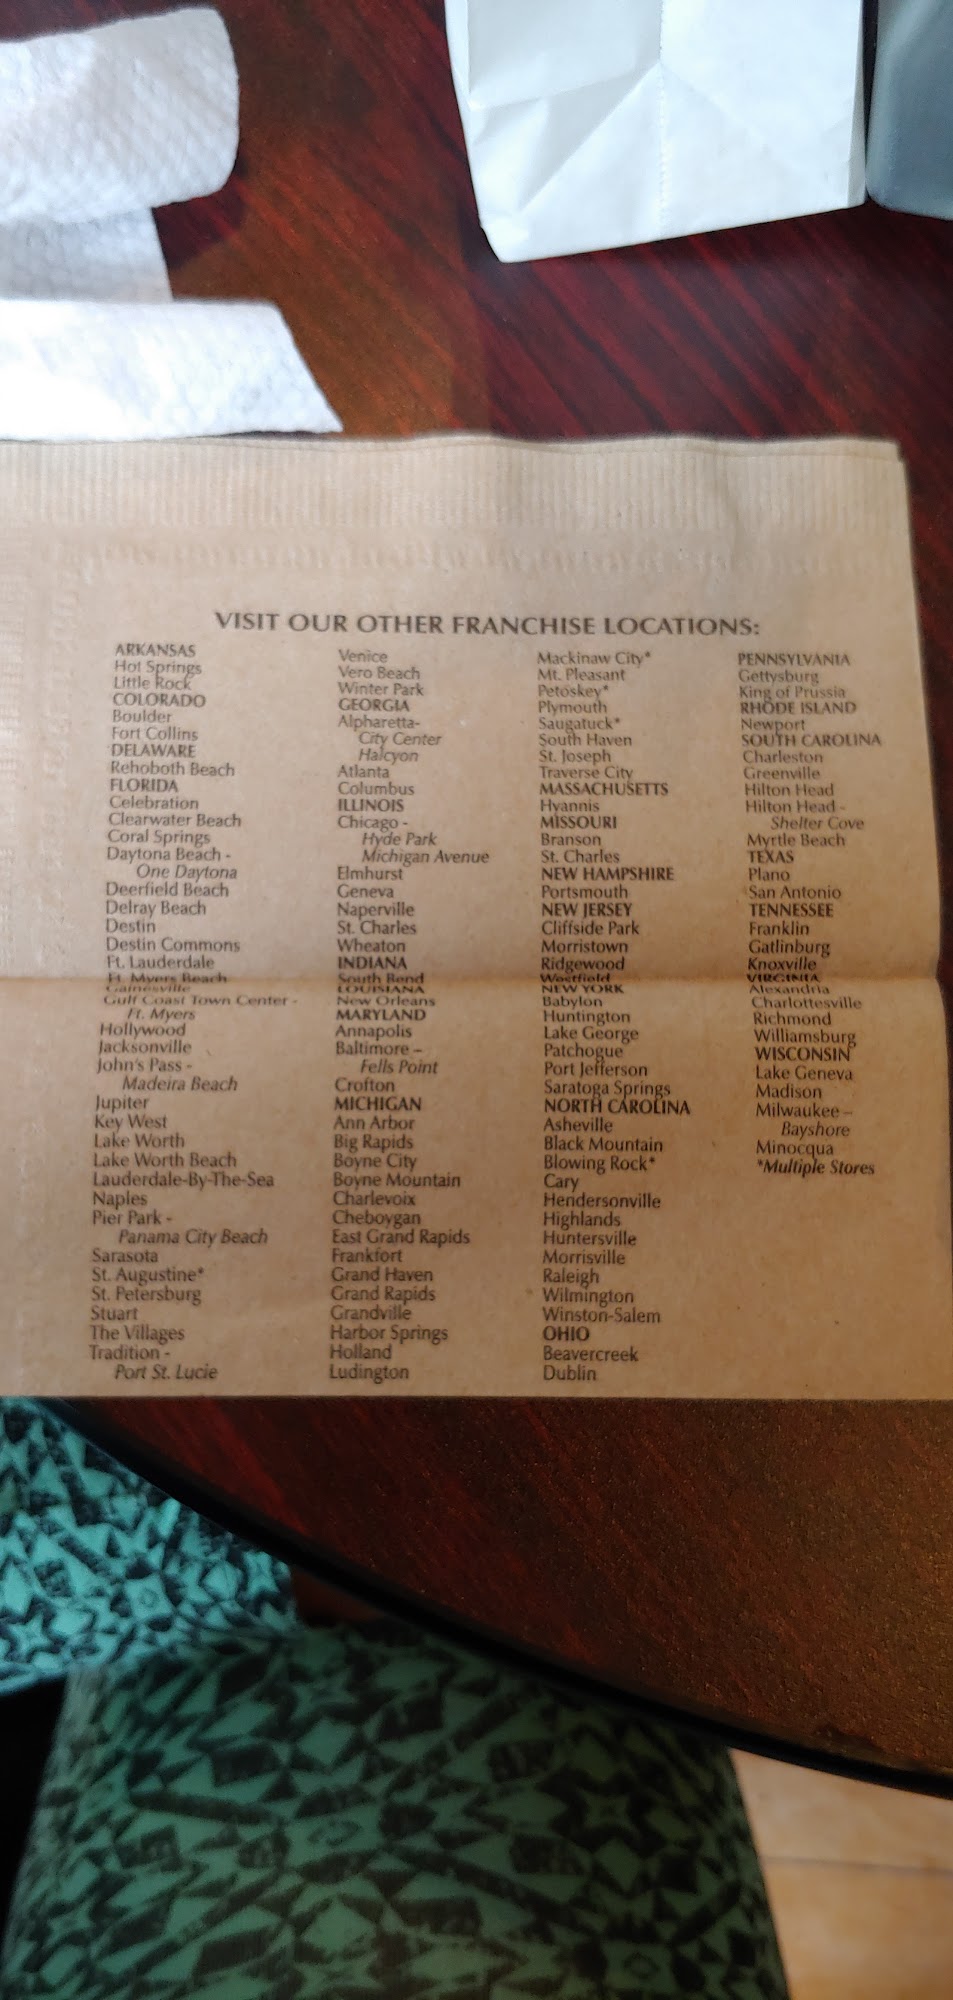 VISIT OUR OTHER FRANCHISE LOCATIONS:
ARKANSAS
Hot Springs
Little Rock
COLORADO
Boulder
Fort Collins
DELAWARE
Rehoboth Beach
FLORIDA
Celebration
Clearwater Beach
Coral Springs
Daytona Beach -
One Daytona
Deerfield Beach
Delray Beach
Destin
Destin Commons
Ft. Lauderdale
Ft. Myers Beach
Gainesville
Gulf Coast Town Center -
Ft. Myers
Hollywood
Jacksonville
John's Pass -
Madeira Beach
Jupiter
Key West
Lake Worth
Lake Worth Beach
Lauderdale-By-The-Sea
Naples
Pier Park -
Panama City Beach
Sarasota
St. Augustine*
St. Petersburg
Stuart
The Villages
Tradition -
Port St. Lucie
Venice
Vero Beach
Winter Park
GEORGIA
Alpharetta-
City Center
Halcyon
Atlanta
Columbus
ILLINOIS
Chicago -
Hyde Park
Michigan Avenue
Elmhurst
Geneva
Naperville
St. Charles
Wheaton
INDIANA
South Bend
LOUISIANA
New Orleans
MARYLAND
Annapolis
Baltimore –
Fells Point
Crofton
MICHIGAN
Ann Arbor
Big Rapids
Boyne City
Boyne Mountain
Charlevoix
Cheboygan
East Grand Rapids
Frankfort
Grand Haven
Grand Rapids
Grandville
Harbor Springs
Holland
Ludington
Mackinaw City*
Mt. Pleasant
Petoskey*
Plymouth
Saugatuck*
South Haven
St. Joseph
Traverse City
MASSACHUSETTS
Hyannis
MISSOURI
Branson
St. Charles
NEW HAMPSHIRE
Portsmouth
NEW JERSEY
Cliffside Park
Morristown
Ridgewood
Westfield
NEW YORK
Babylon
Huntington
Lake George
Patchogue
Port Jefferson
Saratoga Springs
NORTH CAROLINA
Asheville
Black Mountain
Blowing Rock*
Cary
Hendersonville
Highlands
Huntersville
Morrisville
Raleigh
Wilmington
Winston-Salem
OHIO
Beavercreek
Dublin
PENNSYLVANIA
Gettysburg
King of Prussia
RHODE ISLAND
Newport
SOUTH CAROLINA
Charleston
Greenville
Hilton Head
Hilton Head -
Shelter Cove
Myrtle Beach
TEXAS
Plano
San Antonio
TENNESSEE
Franklin
Gatlinburg
Knoxville
VIRGINIA
Alexandria
Charlottesville
Richmond
Williamsburg
WISCONSIN
Lake Geneva
Madison
Milwaukee –
Bayshore
Minocqua
*Multiple Stores